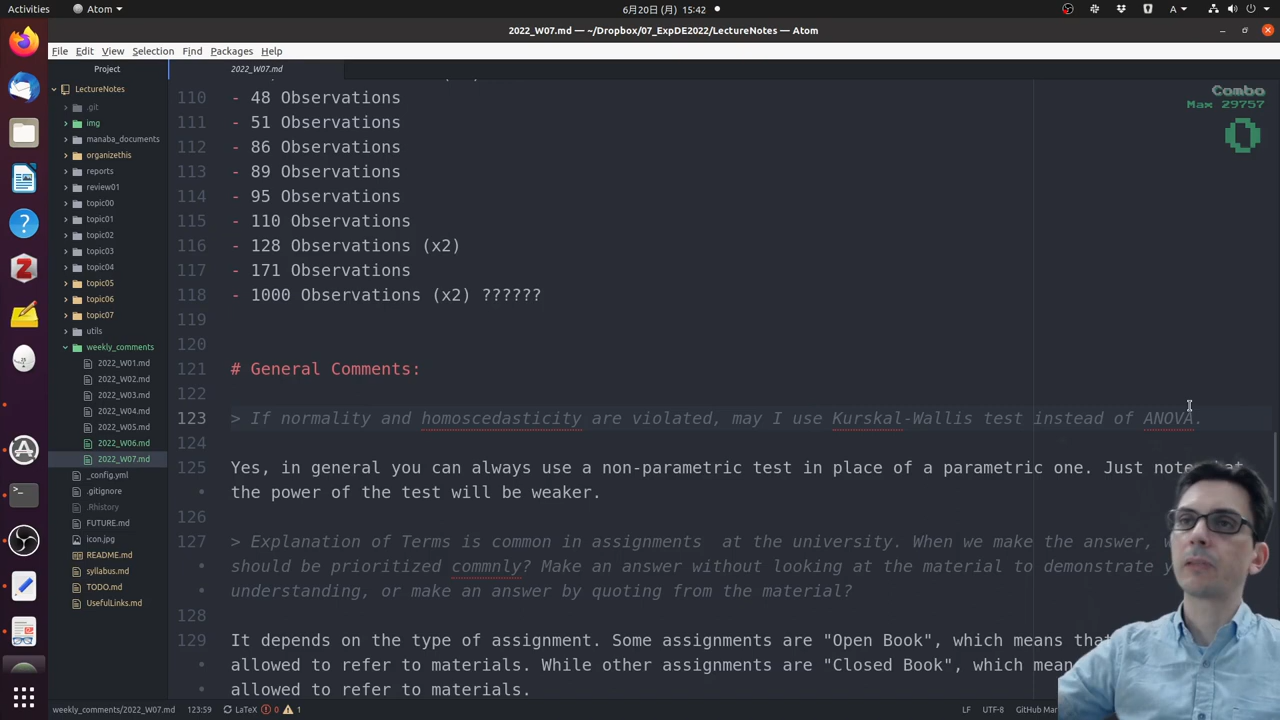 Activities
Atom
6月20日 (月) 15:42
A
2022_W07.md — ~/Dropbox/07_ExpDE2022/LectureNotes — Atom
File Edit View Selection Find Packages Help
Project
2022_W07.md
LectureNotes
.git
img
manaba_documents
organizethis
reports
review01
topic00
topic01
topic02
topic03
topic04
topic05
topic06
topic07
utils
weekly_comments
2022_W01.md
2022_W02.md
2022_W03.md
2022_W04.md
2022_W05.md
2022_W06.md
2022_W07.md
_config.yml
.gitignore
.Rhistory
FUTURE.md
icon.jpg
README.md
syllabus.md
TODO.md
UsefulLinks.md
Combo
Max 29757
0
110 - 48 Observations
111 - 51 Observations
112 - 86 Observations
113 - 89 Observations
114 - 95 Observations
115 - 110 Observations
116 - 128 Observations (x2)
117 - 171 Observations
118 - 1000 Observations (x2) ??????
119
120
121 # General Comments:
122
123 > If normality and homoscedasticity are violated, may I use Kurskal-Wallis test instead of ANOVA.
124
125 Yes, in general you can always use a non-parametric test in place of a parametric one. Just note that
• the power of the test will be weaker.
126
127 > Explanation of Terms is common in assignments  at the university. When we make the answer,
• should be prioritized commnly? Make an answer without looking at the material to demonstrate
• understanding, or make an answer by quoting from the material?
128
129 It depends on the type of assignment. Some assignments are "Open Book", which means
• allowed to refer to materials. While other assignments are "Closed Book", which
• allowed to refer to materials.
weekly_comments/2022_W07.md 123:59 LaTeX 0 1 LF UTF-8